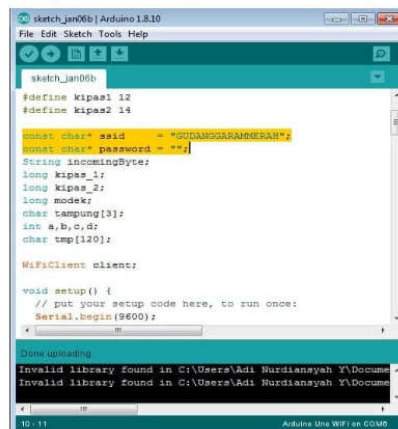 sketch_jan06b | Arduino 1.8.10
File Edit Sketch Tools Help
sketch_jan06b
#define kipas1 12
#define kipas2 14
const char* ssid = "GUDANGGARAMMERAH";
const char* password = "";
String incomingByte;
long kipas_1;
long kipas_2;
long modek;
char tampung[3];
int a,b,c,d;
char tmp[120];
WiFiClient client;
void setup() {
// put your setup code here, to run once:
Serial.begin(9600);
Done uploading.
Invalid library found in C:\Users\Adi Nurdiansyah Y\Docume
Invalid library found in C:\Users\Adi Nurdiansyah Y\Docume
10 - 11
Arduino Uno WiFi on COM6